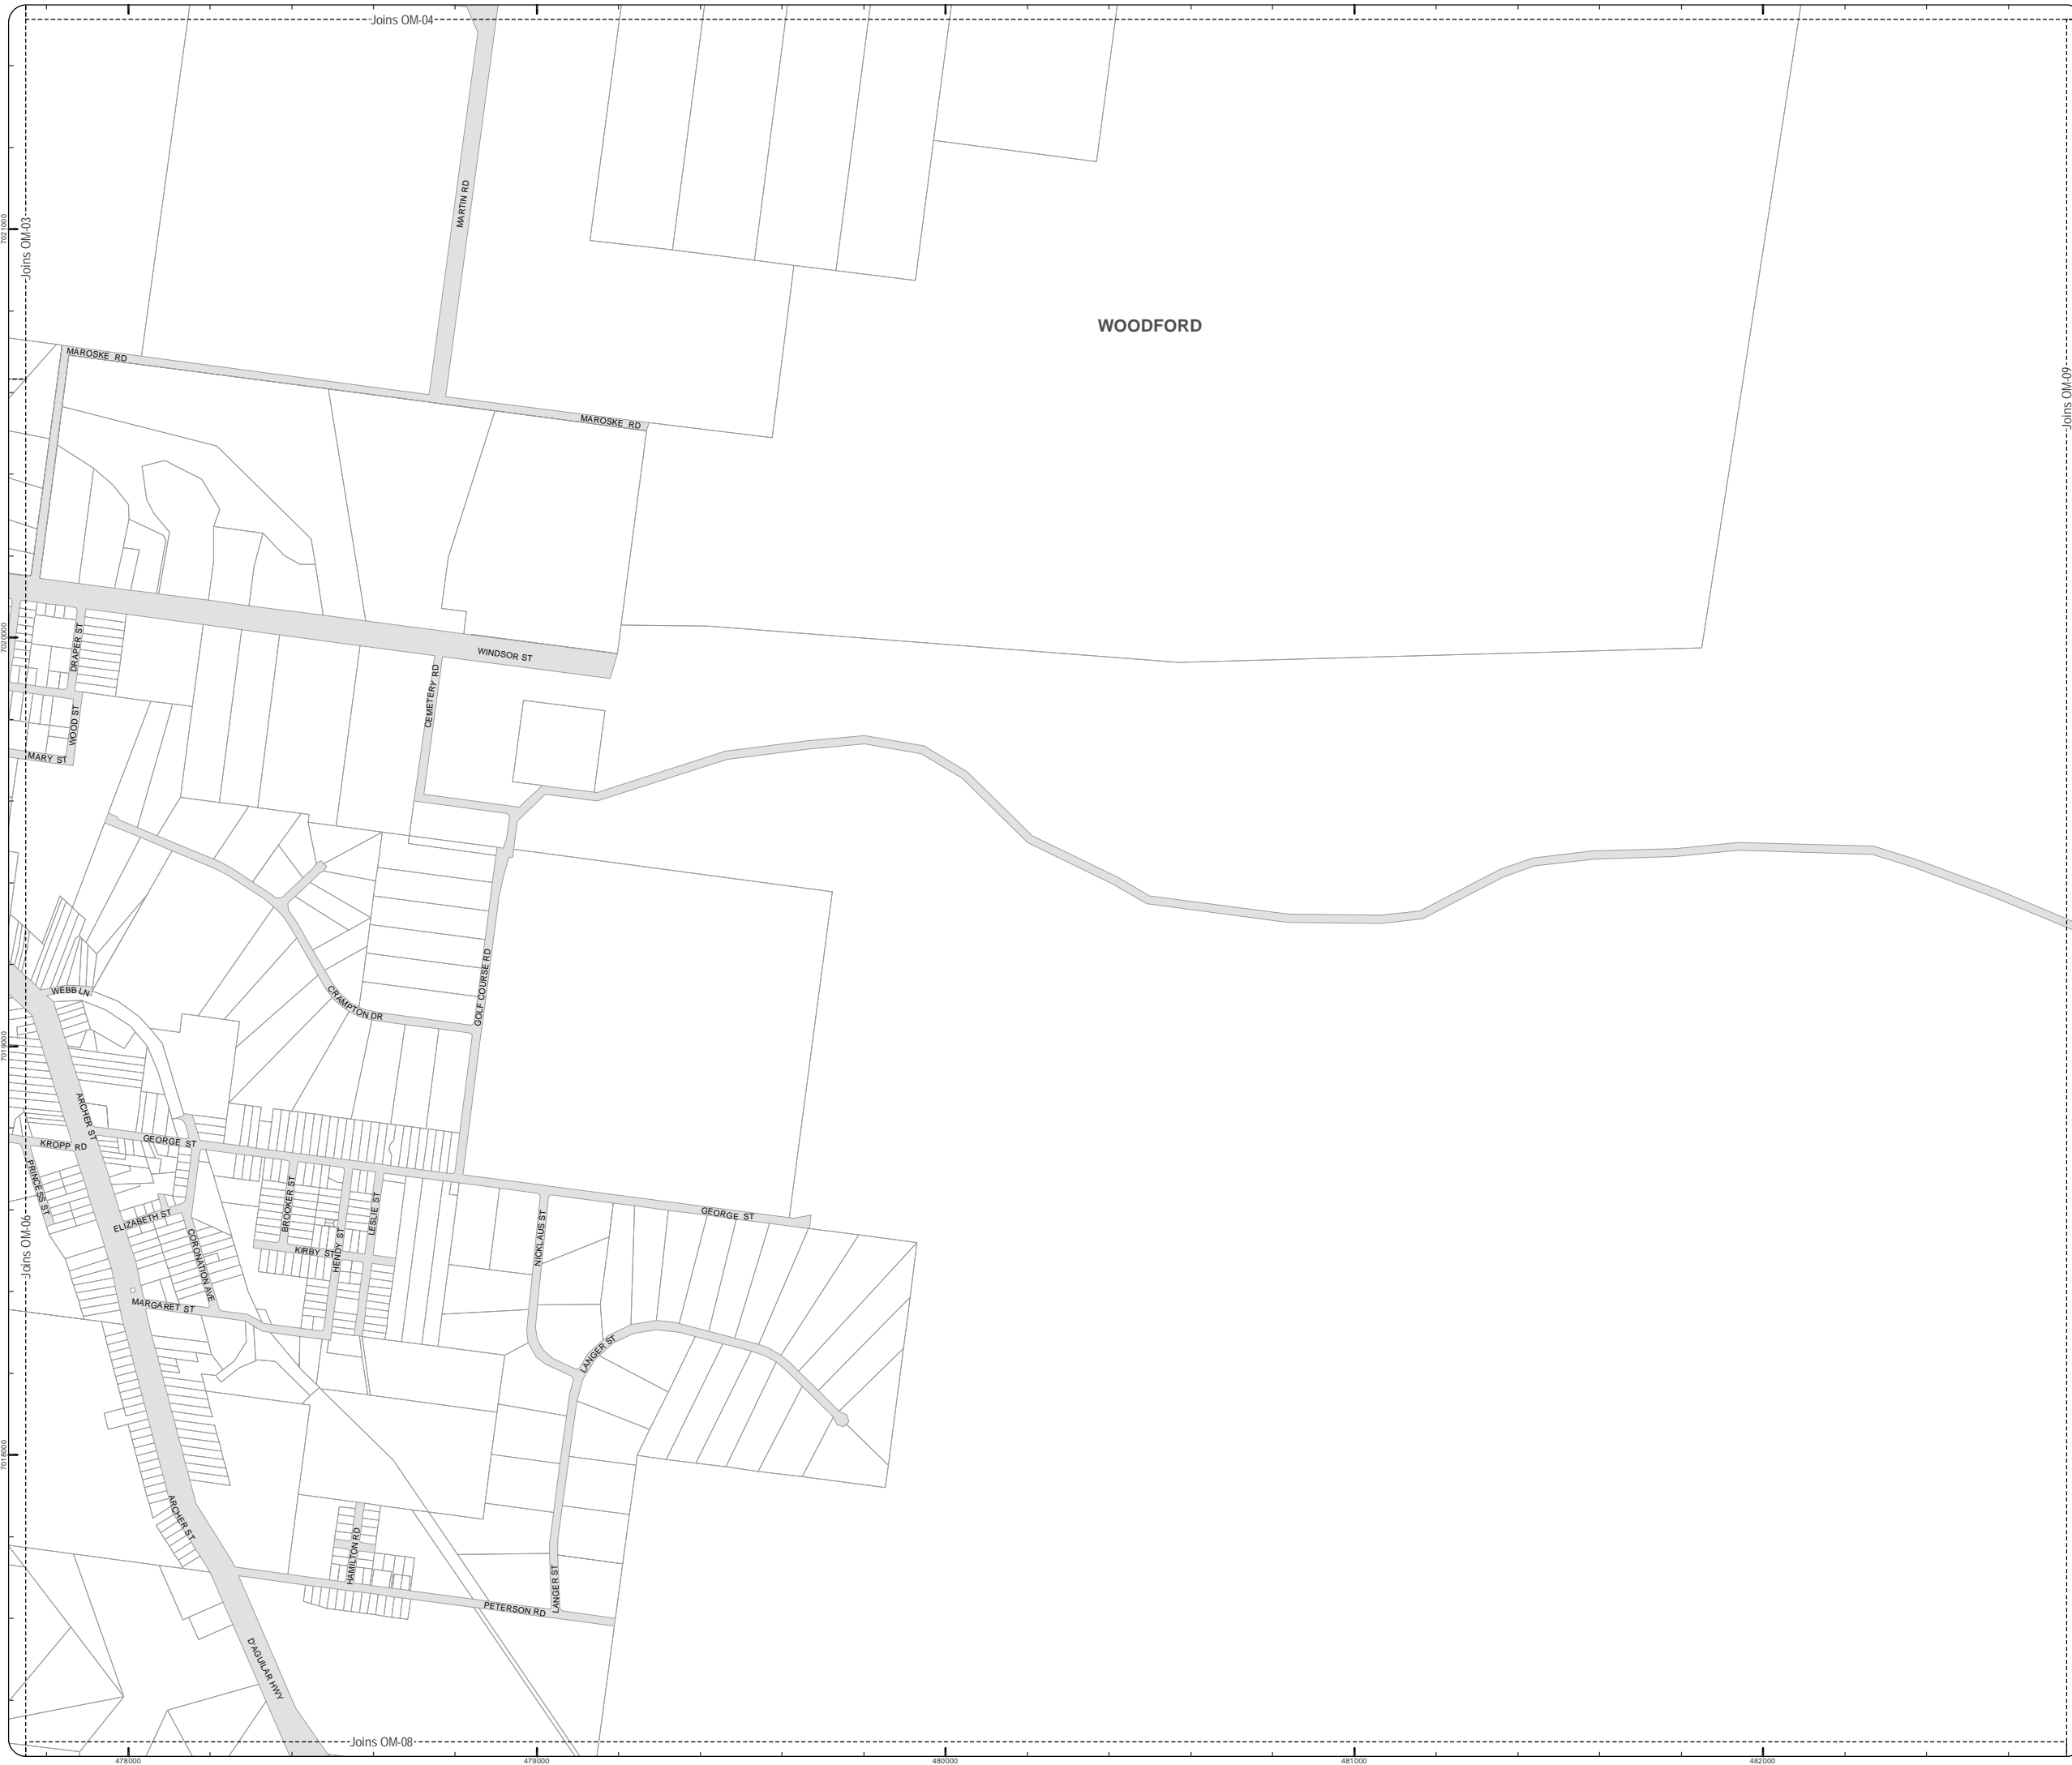 Joins OM-04
Joins OM-03
7021000
MARTIN RD
WOODFORD
MAROSKE RD
MAROSKE RD
Joins OM-09
7020000
DRAPER ST
WINDSOR ST
CEMETERY RD
WOOD ST
MARY ST
WEBB LN
CRAMPTON DR
GOLF COURSE RD
7019000
ARCHER ST
KROPP RD
GEORGE ST
PRINCESS ST
BROOKER ST
LESLIE ST
HENDY ST
KIRBY ST
ELIZABETH ST
CORONATION AVE
NICKLAUS ST
GEORGE ST
Joins OM-06
MARGARET ST
LANGER ST
7018000
ARCHER ST
HAMILTON RD
LANGER ST
PETERSON RD
D'AGUILAR HWY
Joins OM-08
478000
479000
480000
481000
482000